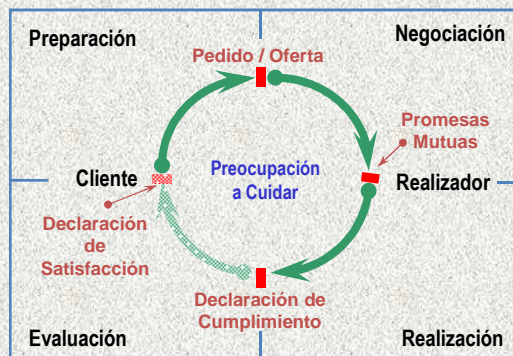 Preparación
Negociación
Pedido / Oferta
Promesas
Mutuas
Cliente
Preocupación
a Cuidar
Realizador
Declaración
de
Satisfacción
Declaración de
Cumplimiento
Evaluación
Realización